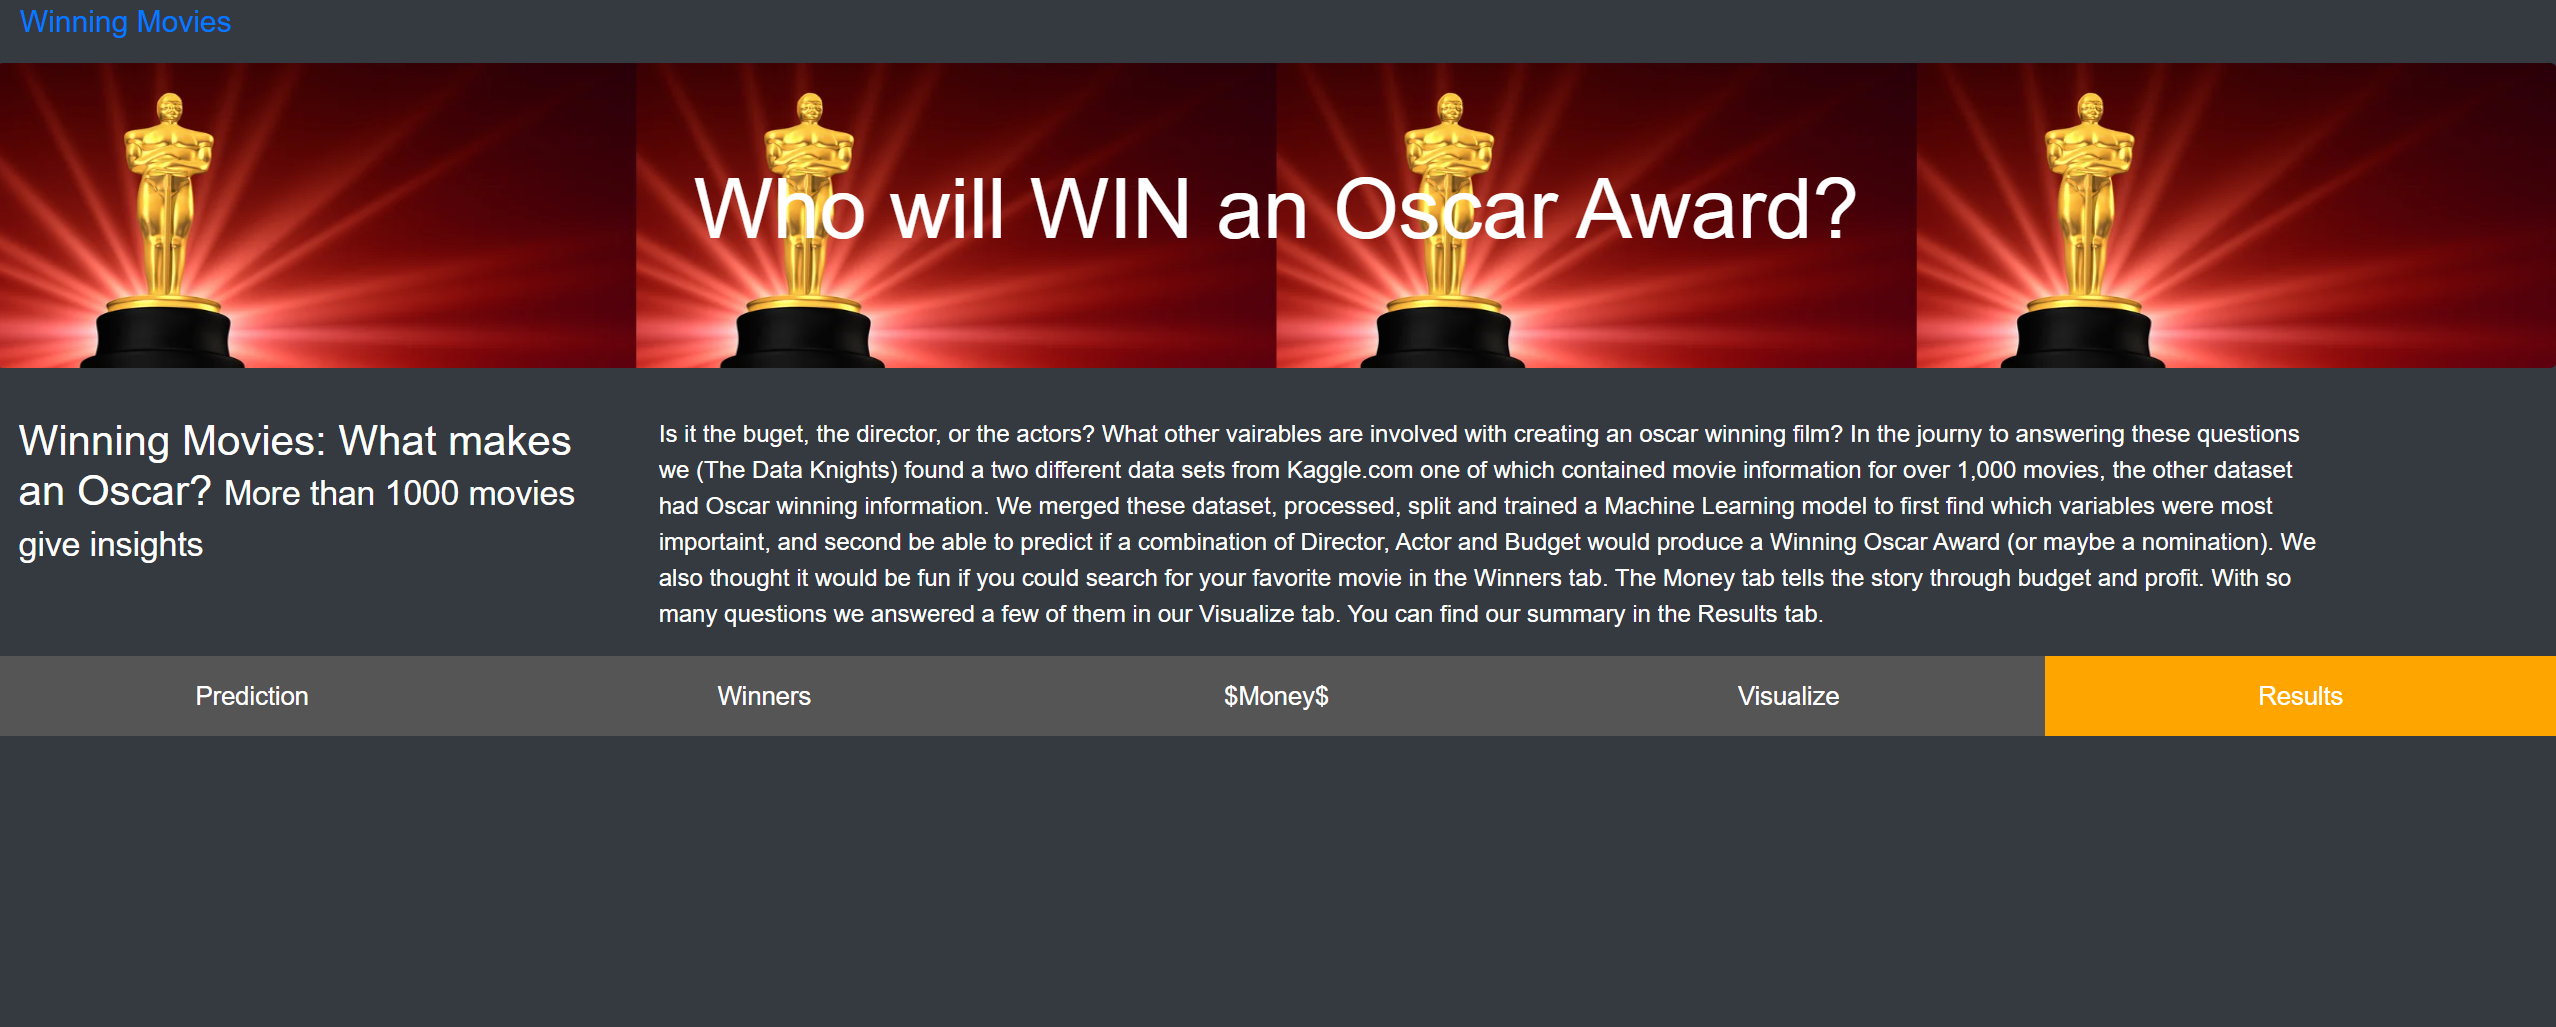 Winning Movies
Who will WIN an Oscar Award?
Winning Movies: What makes
an Oscar? More than 1000 movies
give insights
Is it the buget, the director, or the actors? What other vairables are involved with creating an oscar winning film? In the journy to answering these questions
we (The Data Knights) found a two different data sets from Kaggle.com one of which contained movie information for over 1,000 movies, the other dataset
had Oscar winning information. We merged these dataset, processed, split and trained a Machine Learning model to first find which variables were most
importaint, and second be able to predict if a combination of Director, Actor and Budget would produce a Winning Oscar Award (or maybe a nomination). We
also thought it would be fun if you could search for your favorite movie in the Winners tab. The Money tab tells the story through budget and profit. With so
many questions we answered a few of them in our Visualize tab. You can find our summary in the Results tab.
Prediction
Winners
$Money$
Visualize
Results